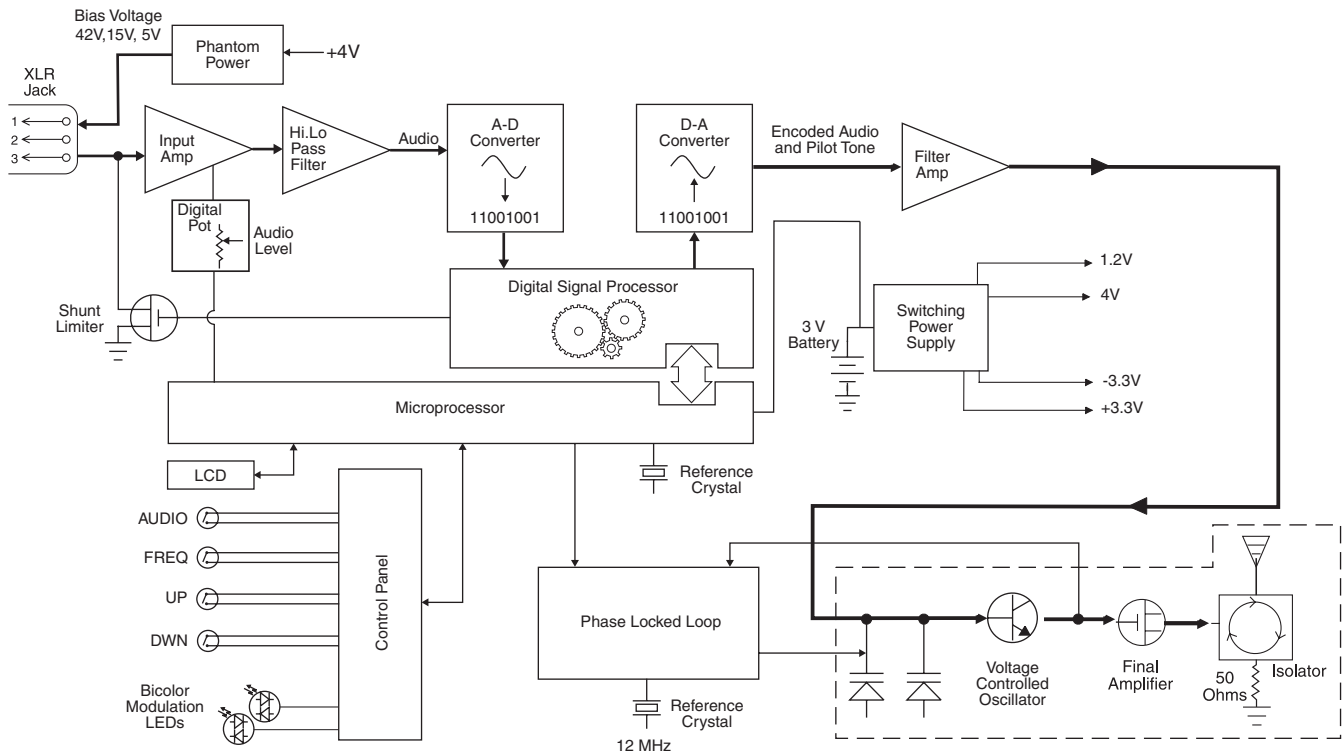 Bias Voltage
42V,15V, 5V
Phantom
Power
+4V
XLR
Jack
1
2
3
Input
Amp
Hi.Lo
Pass
Filter
Audio
A-D
Converter
11001001
D-A
Converter
11001001
Encoded Audio
and Pilot Tone
Filter
Amp
Digital
Pot
Audio
Level
Shunt
Limiter
Digital Signal Processor
3 V
Battery
Switching
Power
Supply
1.2V
4V
-3.3V
+3.3V
Microprocessor
LCD
Reference
Crystal
AUDIO
FREQ
UP
DWN
Control Panel
Bicolor
Modulation
LEDs
Phase Locked Loop
Reference
Crystal
12 MHz
Voltage
Controlled
Oscillator
Final
Amplifier
50
Ohms
Isolator